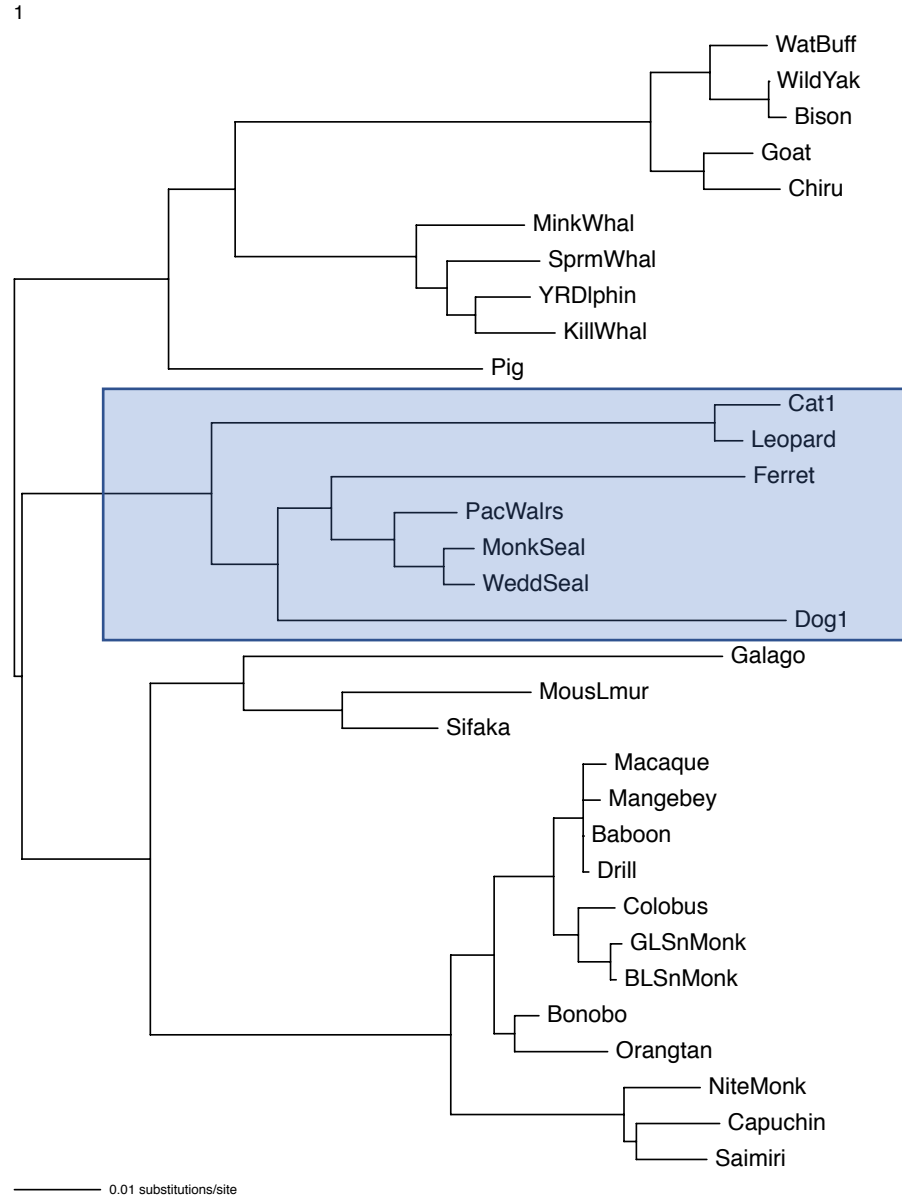 1
WatBuff
WildYak
Bison
Goat
Chiru
MinkWhal
SprmWhal
YRDlphin
KillWhal
Pig
Cat1
Leopard
Ferret
PacWalrs
MonkSeal
WeddSeal
Dog1
Galago
MousLmur
Sifaka
Macaque
Mangebey
Baboon
Drill
Colobus
GLSnMonk
BLSnMonk
Bonobo
Orangtan
NiteMonk
Capuchin
Saimiri
0.01 substitutions/site